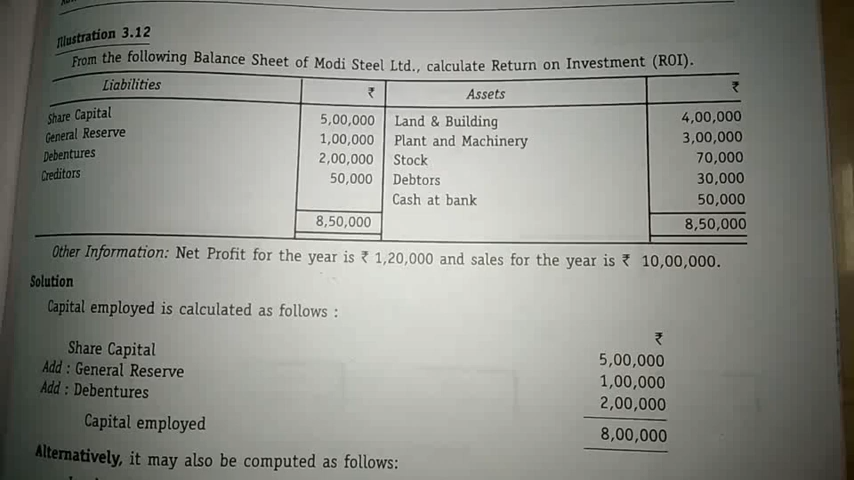 Illustration 3.12
From the following Balance Sheet of Modi Steel Ltd., calculate Return on Investment (ROI).
Liabilities ₹ Assets ₹
Share Capital 5,00,000 Land & Building 4,00,000
General Reserve 1,00,000 Plant and Machinery 3,00,000
Debentures 2,00,000 Stock 70,000
Creditors 50,000 Debtors 30,000
Cash at bank 50,000
8,50,000 8,50,000
Other Information: Net Profit for the year is ₹ 1,20,000 and sales for the year is ₹ 10,00,000.
Solution
Capital employed is calculated as follows :
₹
Share Capital 5,00,000
Add : General Reserve 1,00,000
Add : Debentures 2,00,000
Capital employed 8,00,000
Alternatively, it may also be computed as follows: